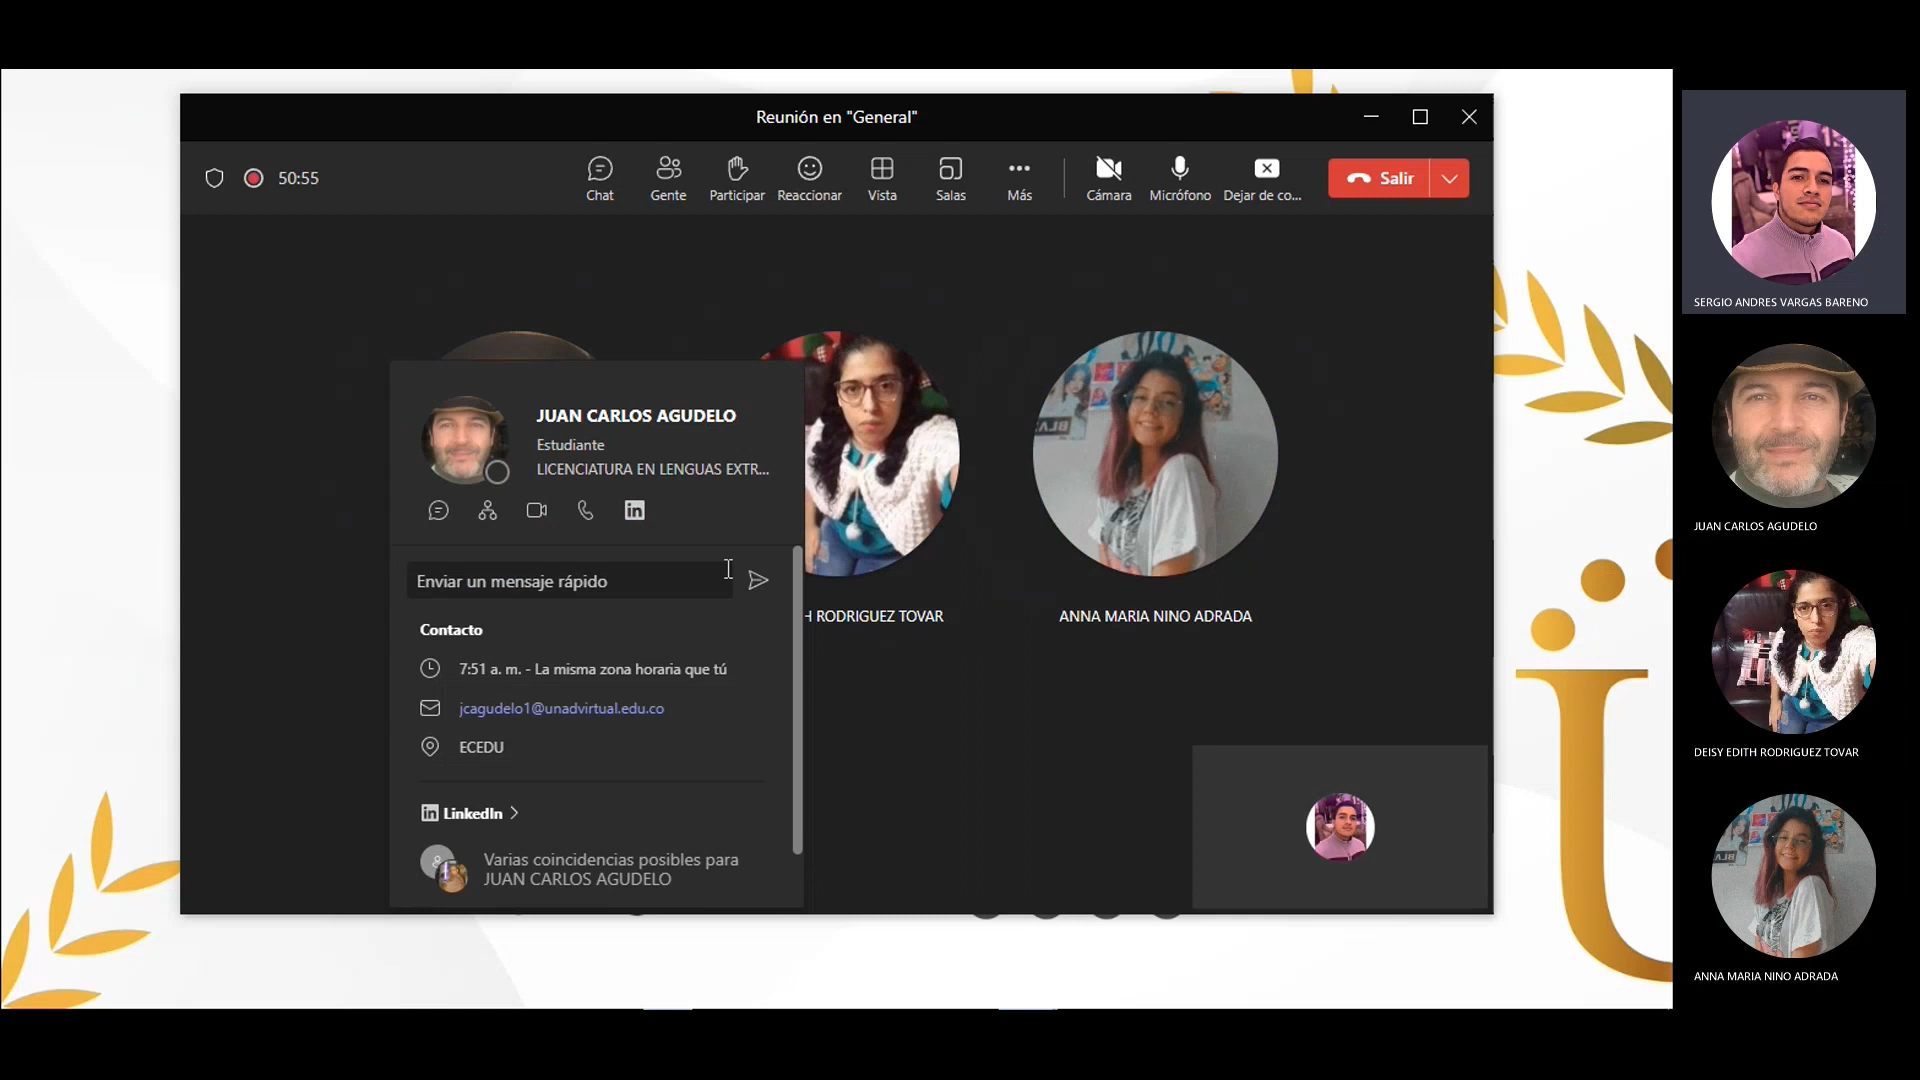 Reunión en "General"
50:55
Chat
Gente
Participar
Reaccionar
Vista
Salas
Más
Cámara
Micrófono
Dejar de co...
Salir
JUAN CARLOS AGUDELO
Estudiante
LICENCIATURA EN LENGUAS EXTR...
in
Enviar un mensaje rápido
Contacto
7:51 a. m. - La misma zona horaria que tú
jcagudelo1@unadvirtual.edu.co
ECEDU
in LinkedIn
Varias coincidencias posibles para
JUAN CARLOS AGUDELO
H RODRIGUEZ TOVAR
ANNA MARIA NINO ADRADA
SERGIO ANDRES VARGAS BARENO
JUAN CARLOS AGUDELO
DEISY EDITH RODRIGUEZ TOVAR
ANNA MARIA NINO ADRADA